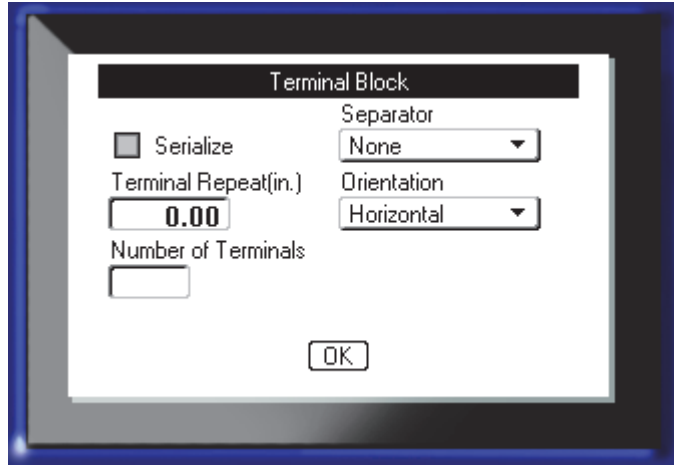 Terminal Block
Separator
Serialize
None
Terminal Repeat(in.)
Orientation
0.00
Horizontal
Number of Terminals
OK